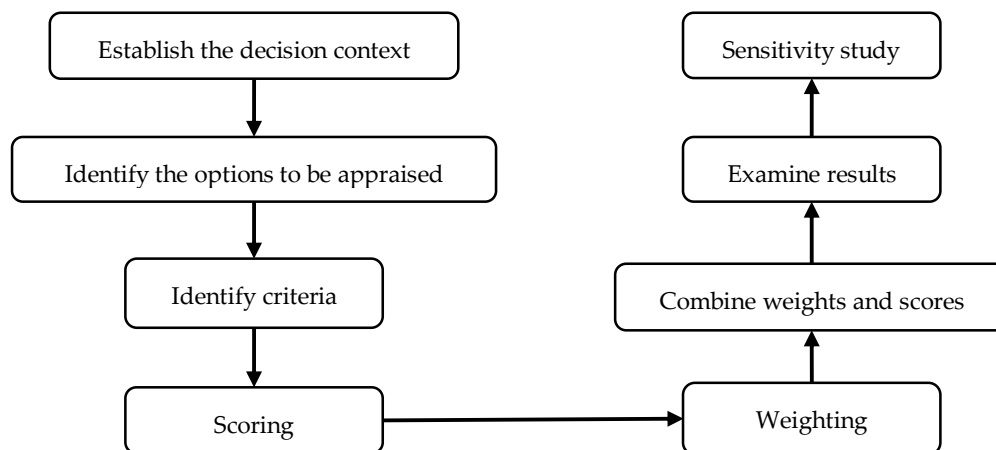 Establish the decision context
Identify the options to be appraised
Identify criteria
Scoring
Weighting
Combine weights and scores
Examine results
Sensitivity study